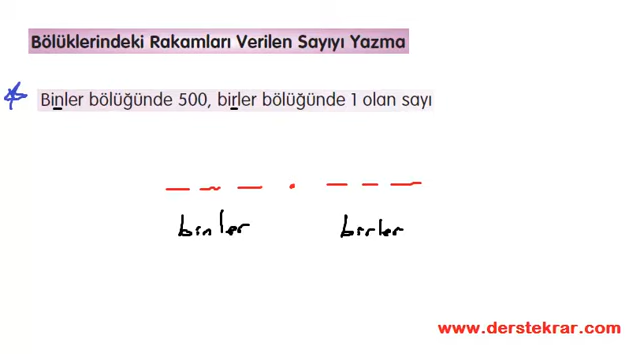 Bölüklerindeki Rakamları Verilen Sayıyı Yazma
Binler bölüğünde 500, birler bölüğünde 1 olan sayı
binler birler
www.derstekrar.com